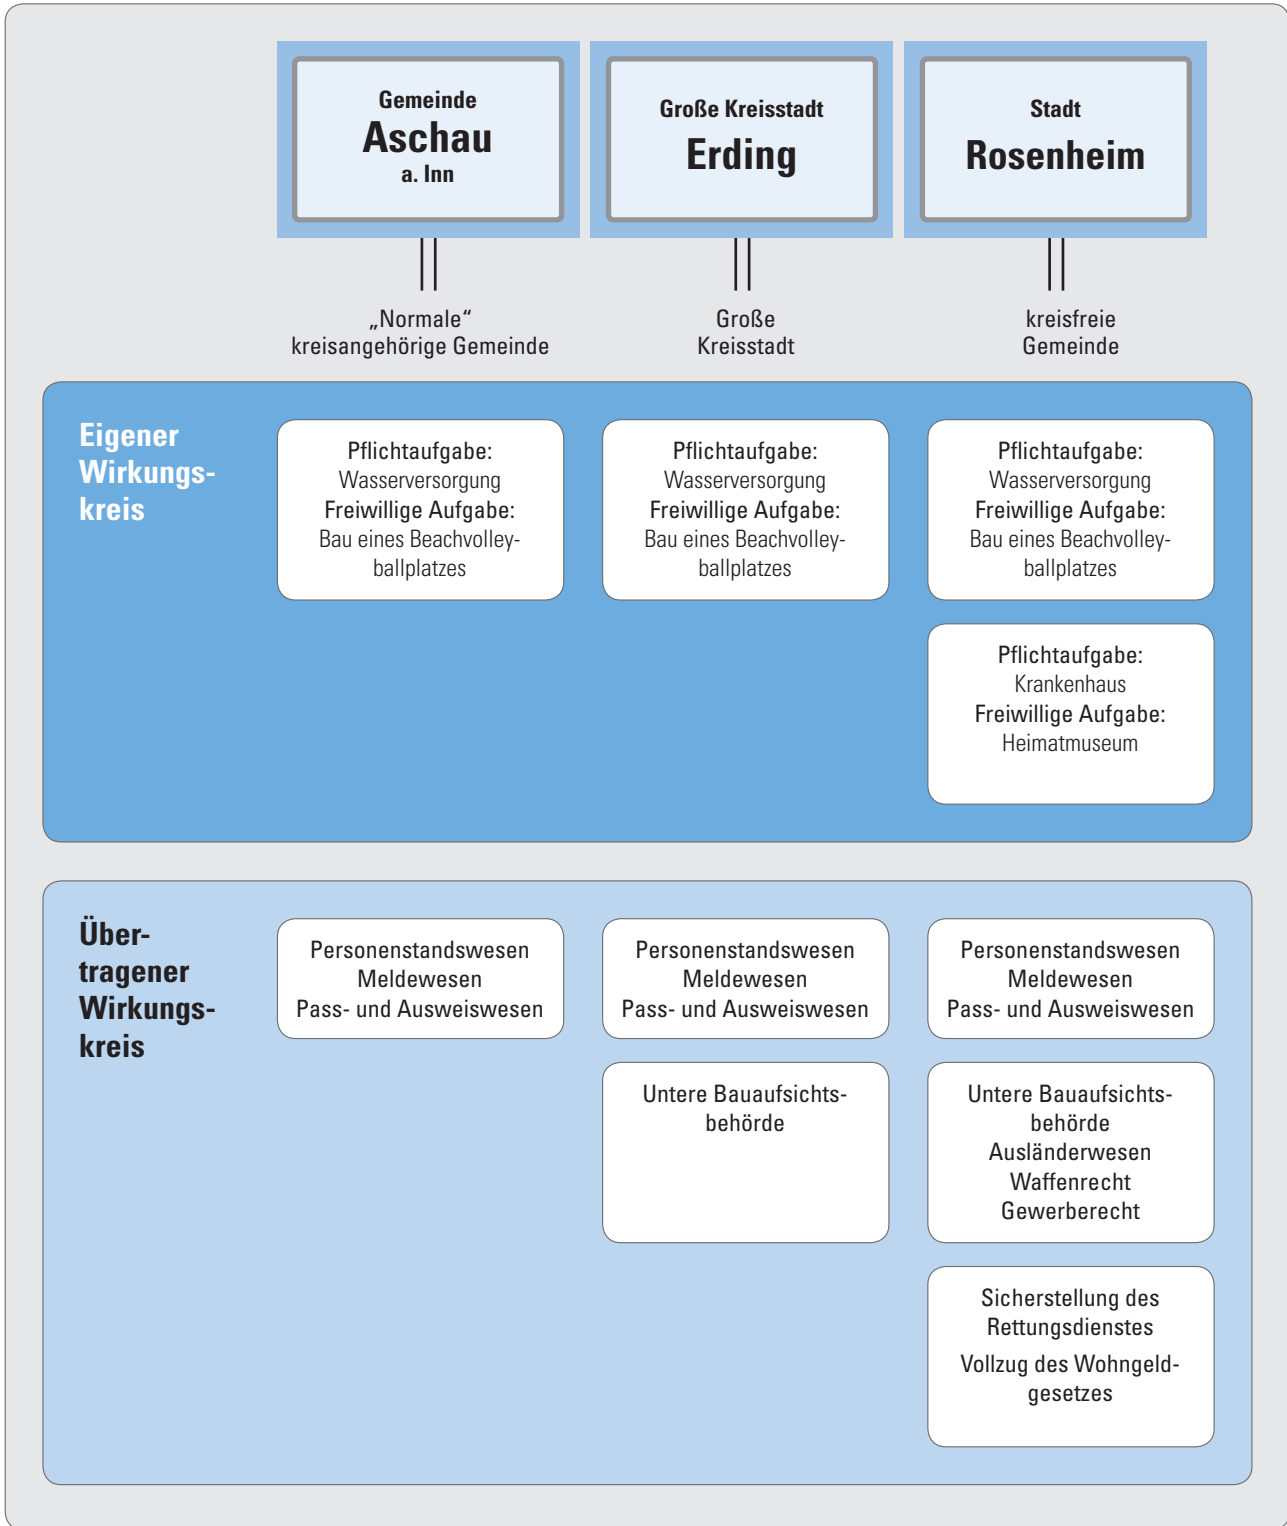 Gemeinde
Aschau
a. Inn
Große Kreisstadt
Erding
Stadt
Rosenheim
„Normale“
kreisangehörige Gemeinde
Große
Kreisstadt
kreisfreie
Gemeinde
Eigener
Wirkungs-
kreis
Pflichtaufgabe:
Wasserversorgung
Freiwillige Aufgabe:
Bau eines Beachvolley-
ballplatzes
Pflichtaufgabe:
Wasserversorgung
Freiwillige Aufgabe:
Bau eines Beachvolley-
ballplatzes
Pflichtaufgabe:
Wasserversorgung
Freiwillige Aufgabe:
Bau eines Beachvolley-
ballplatzes
Pflichtaufgabe:
Krankenhaus
Freiwillige Aufgabe:
Heimatmuseum
Über-
tragener
Wirkungs-
kreis
Personenstandswesen
Meldewesen
Pass- und Ausweiswesen
Personenstandswesen
Meldewesen
Pass- und Ausweiswesen
Personenstandswesen
Meldewesen
Pass- und Ausweiswesen
Untere Bauaufsichts-
behörde
Untere Bauaufsichts-
behörde
Ausländerwesen
Waffenrecht
Gewerberecht
Sicherstellung des
Rettungsdienstes
Vollzug des Wohngeld-
gesetzes